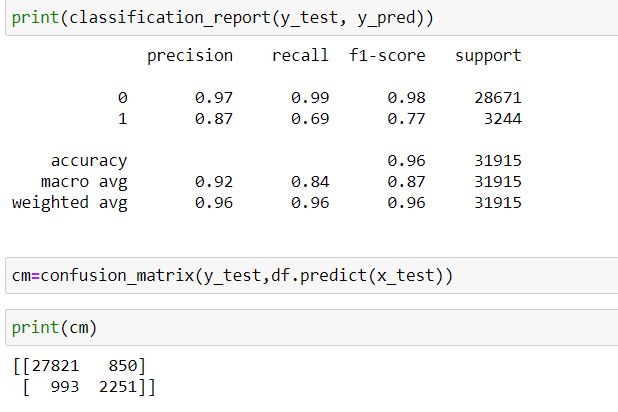 print(classification_report(y_test, y_pred))
precision recall f1-score support
0 0.97 0.99 0.98 28671
1 0.87 0.69 0.77 3244
accuracy 0.96 31915
macro avg 0.92 0.84 0.87 31915
weighted avg 0.96 0.96 0.96 31915
cm=confusion_matrix(y_test,df.predict(x_test))
print(cm)
[[27821 850]
[ 993 2251]]